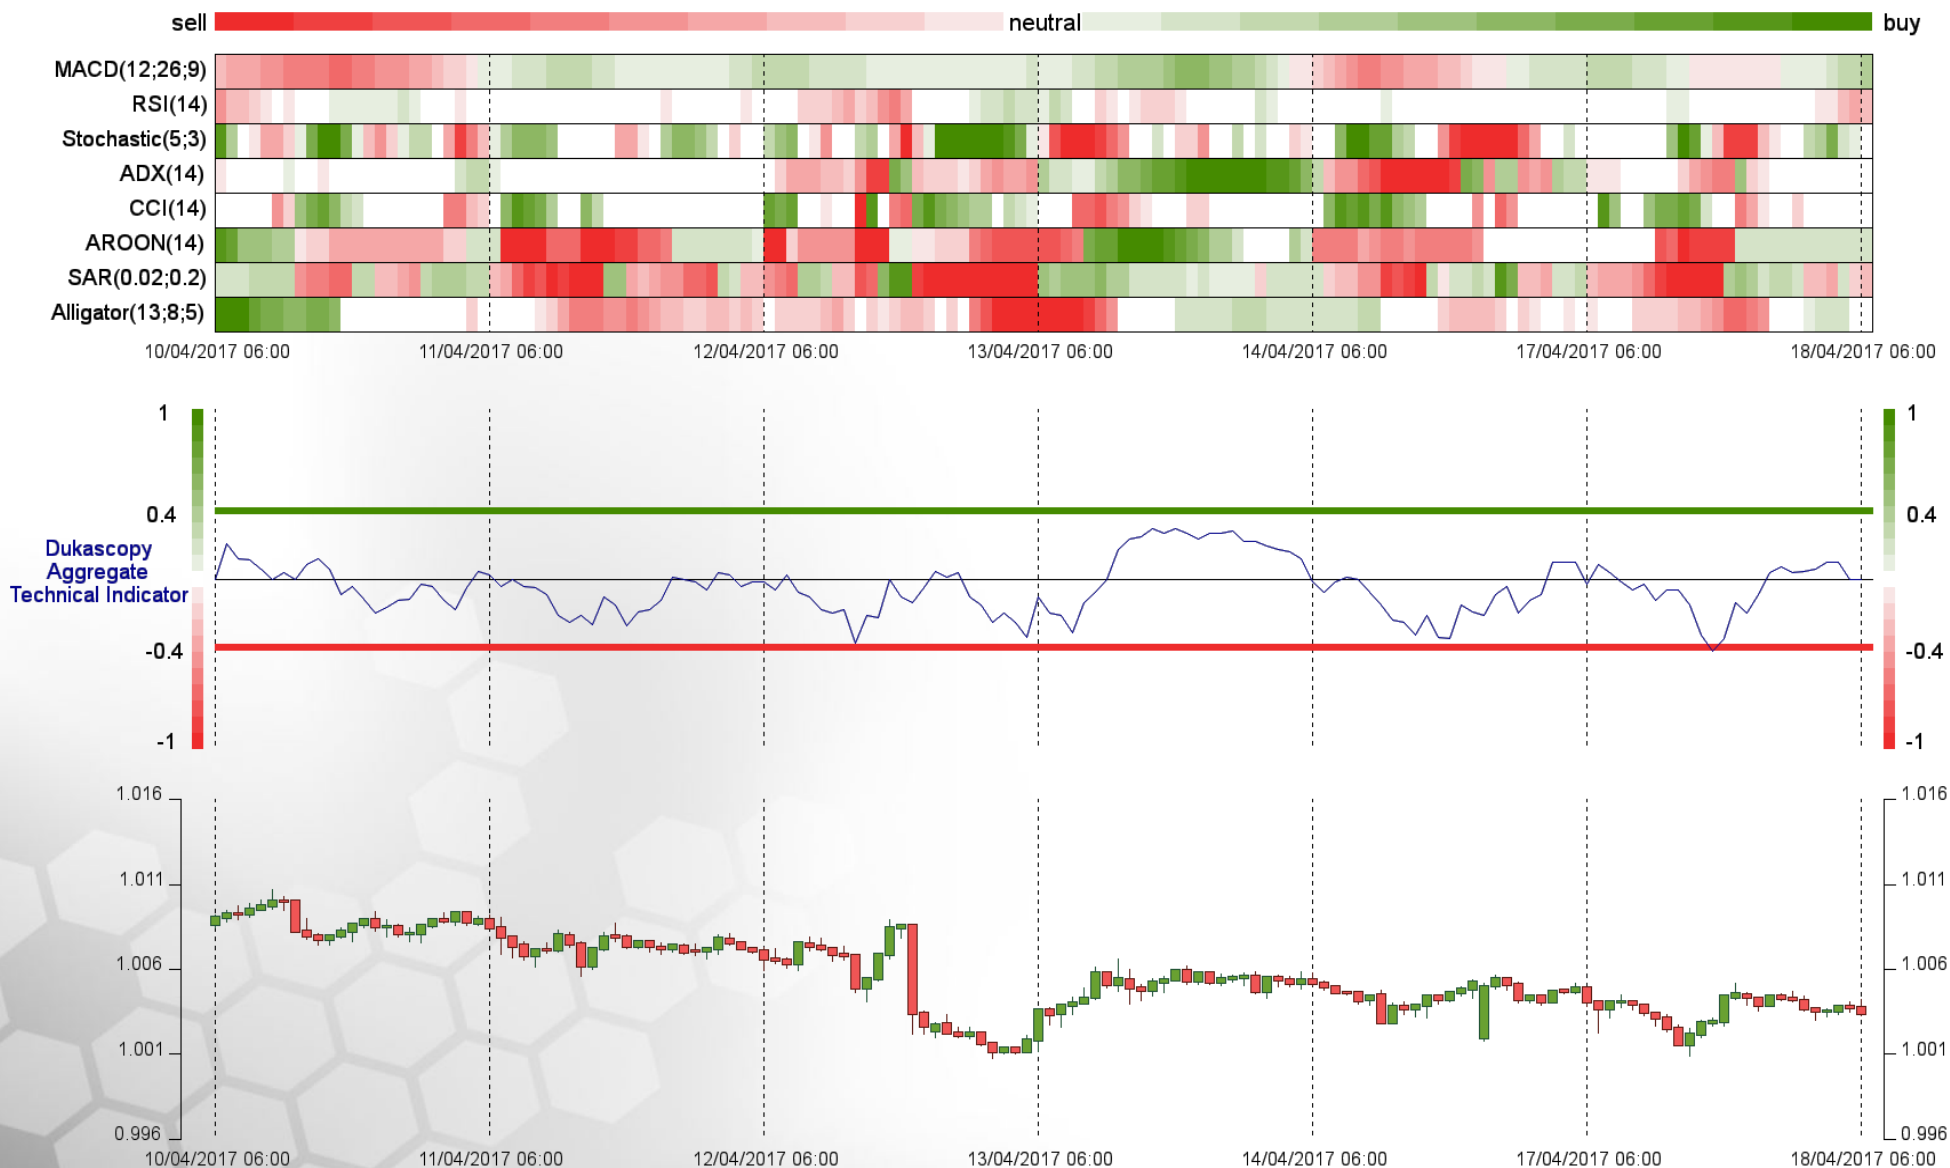 sell neutral buy
MACD(12;26;9)
RSI(14)
Stochastic(5;3)
ADX(14)
CCI(14)
AROON(14)
SAR(0.02;0.2)
Alligator(13;8;5)
10/04/2017 06:00 11/04/2017 06:00 12/04/2017 06:00 13/04/2017 06:00 14/04/2017 06:00 17/04/2017 06:00 18/04/2017 06:00
1 1
0.4 0.4
Dukascopy
Aggregate
Technical Indicator
-0.4 -0.4
-1 -1
1.016 1.016
1.011 1.011
1.006 1.006
1.001 1.001
0.996 0.996
10/04/2017 06:00 11/04/2017 06:00 12/04/2017 06:00 13/04/2017 06:00 14/04/2017 06:00 17/04/2017 06:00 18/04/2017 06:00